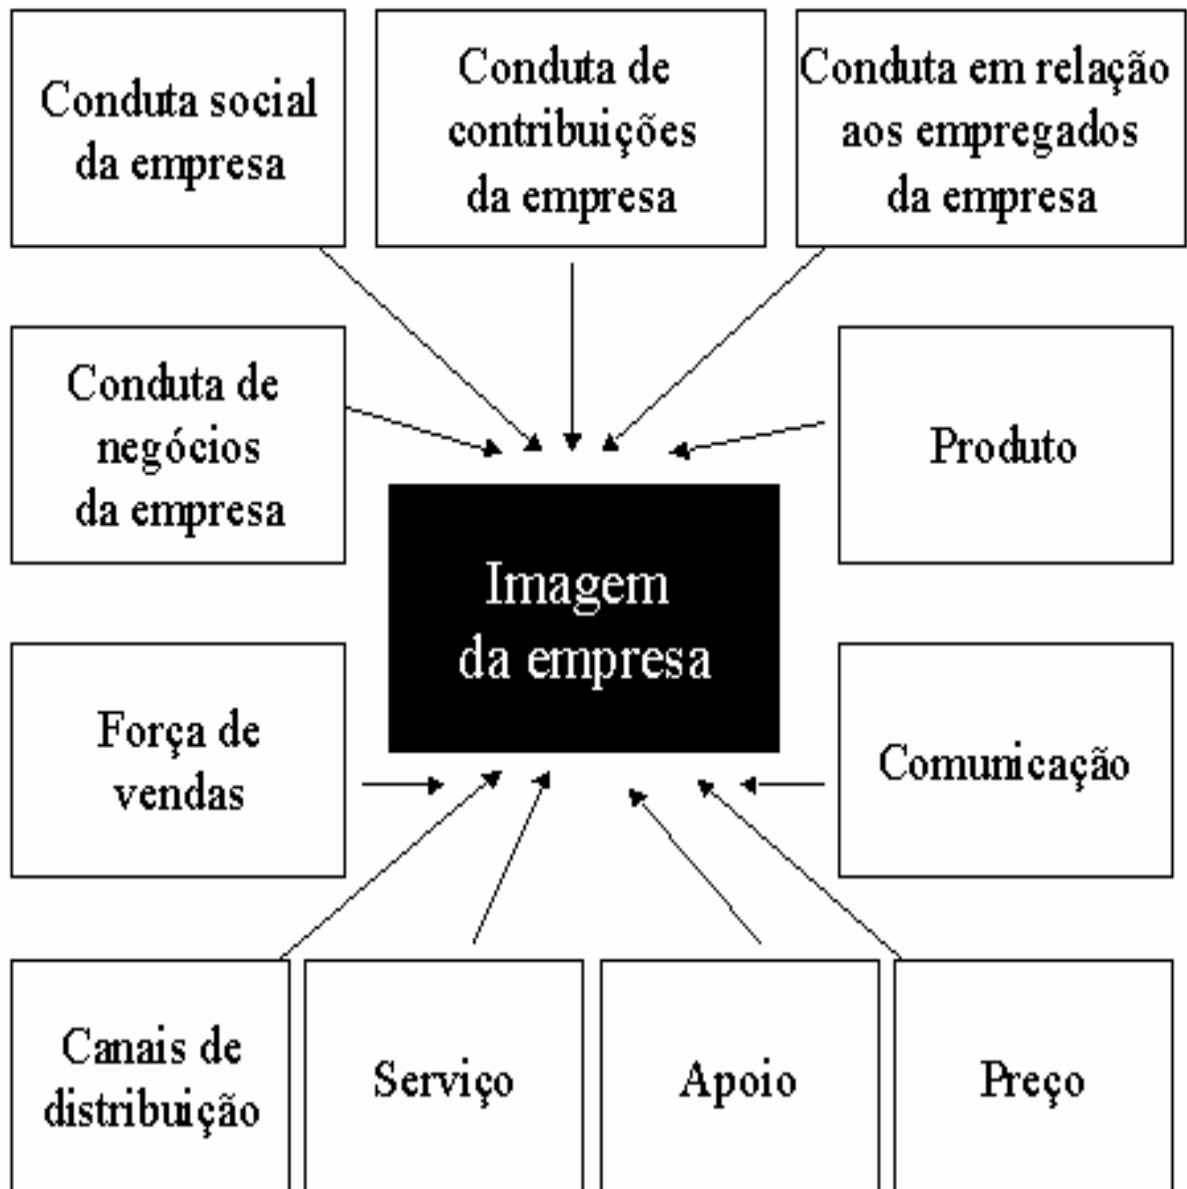 Conduta social
da empresa
Conduta de
contribuições
da empresa
Conduta em relação
aos empregados
da empresa
Conduta de
negócios
da empresa
Produto
Imagem
da empresa
Força de
vendas
Comunicação
Canais de
distribuição
Serviço
Apoio
Preço